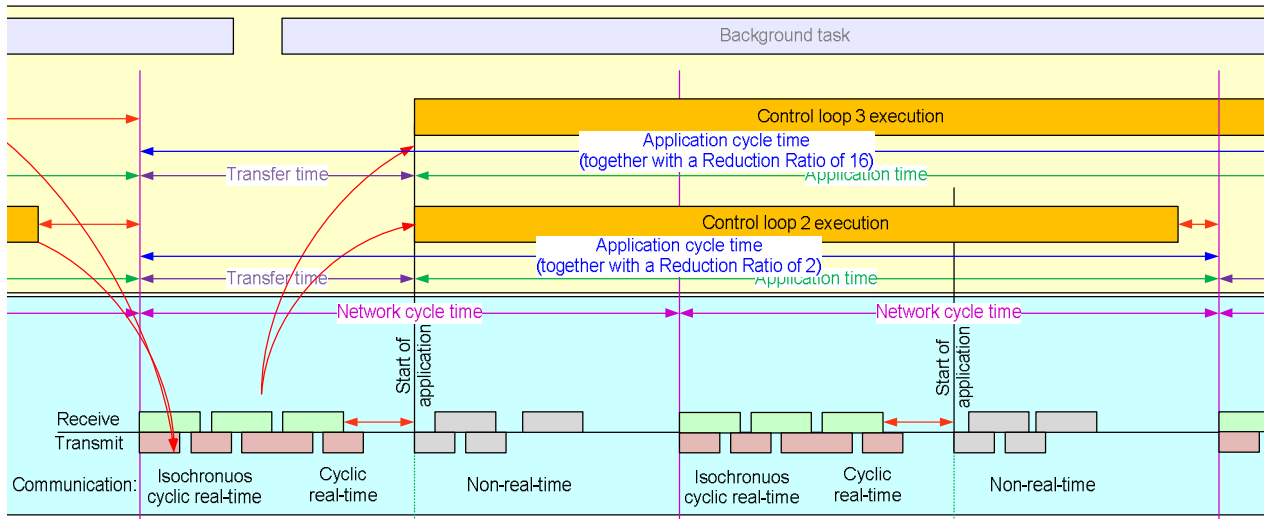 Background task
Control loop 3 execution
Application cycle time
(together with a Reduction Ratio of 16)
Transfer time
Application time
Control loop 2 execution
Application cycle time
(together with a Reduction Ratio of 2)
Transfer time
Application time
Network cycle time
Network cycle time
Start of
application
Start of
application
Receive
Transmit
Communication:
Isochronuos
cyclic real-time
Cyclic
real-time
Non-real-time
Isochronuos
cyclic real-time
Cyclic
real-time
Non-real-time